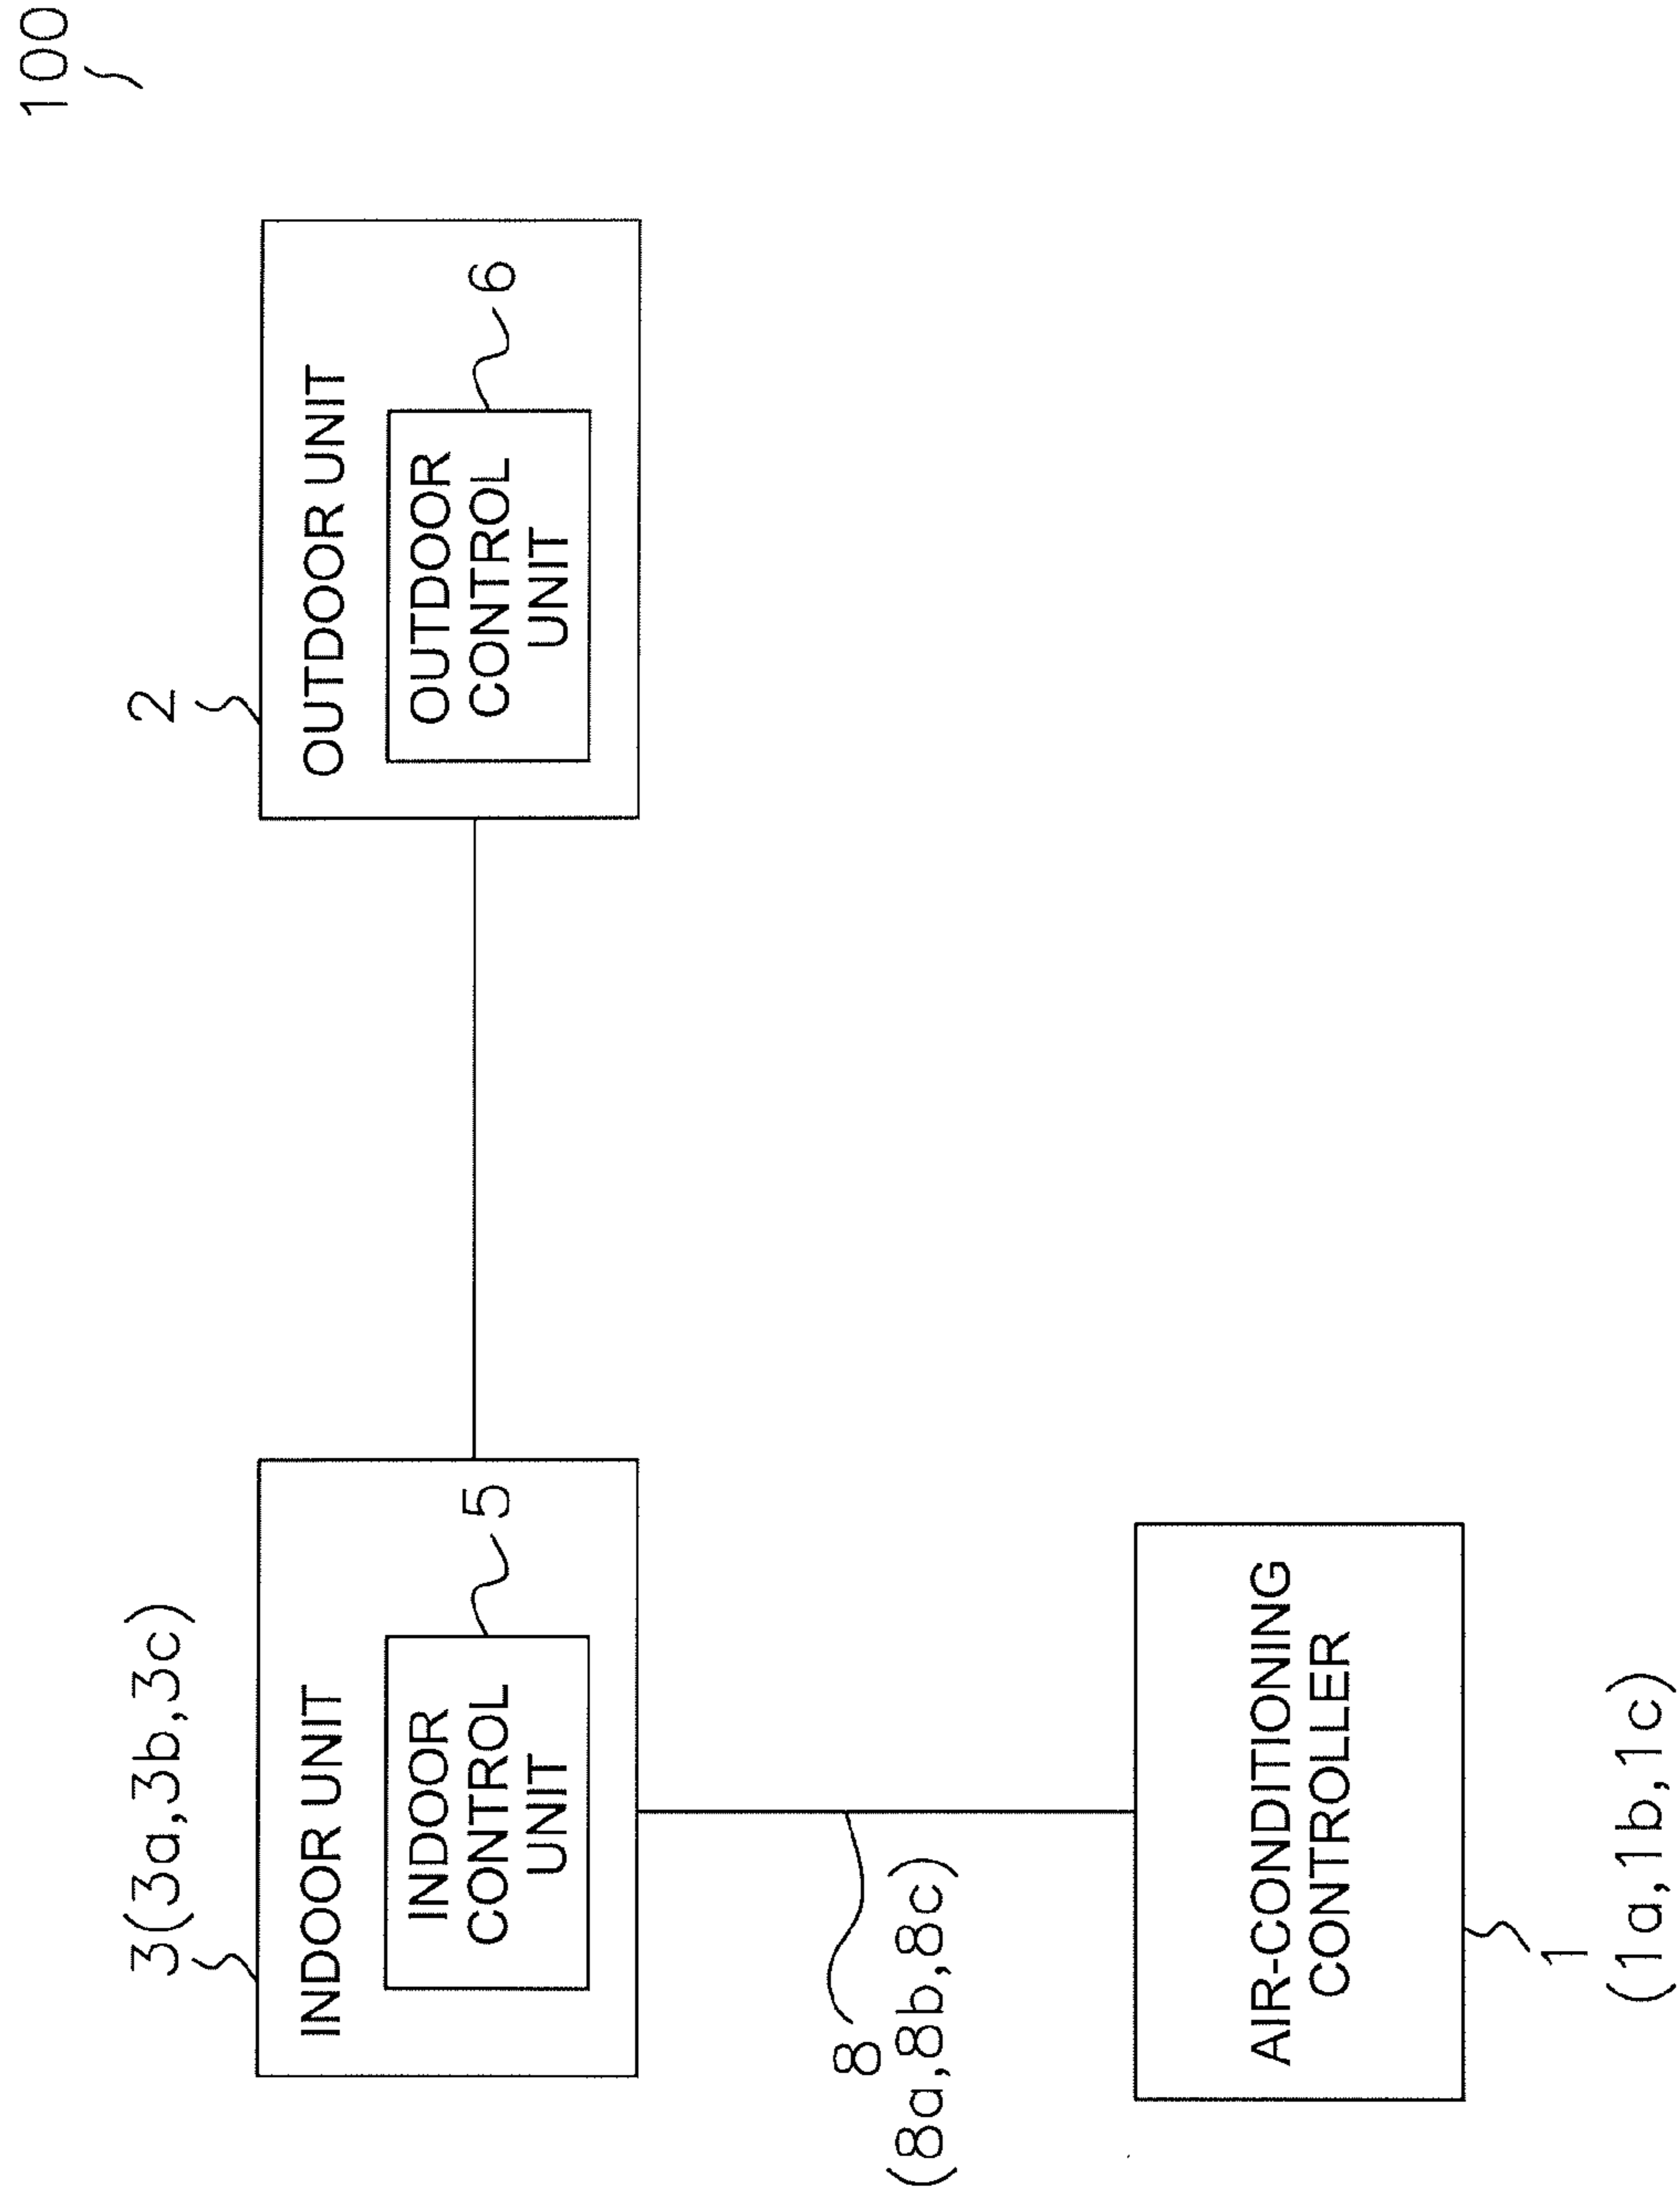 100
3(3a,3b,3c)
INDOOR UNIT
INDOOR
CONTROL
UNIT
5
2
OUTDOOR UNIT
OUTDOOR
CONTROL
UNIT
6
8
(8a,8b,8c)
AIR-CONDITIONING
CONTROLLER
1
(1a,1b,1c)